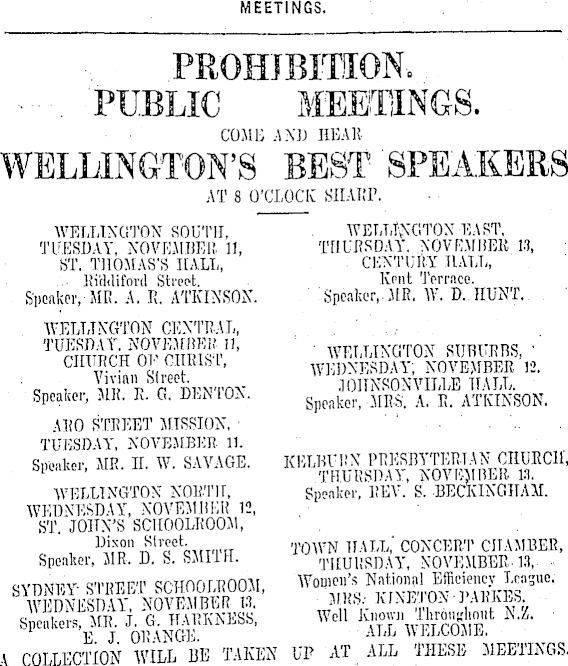 MEETINGS.
PROHIBITION.
PUBLIC MEETINGS.
COME AND HEAR
WELLINGTON'S BEST SPEAKERS
AT 8 O'CLOCK SHARP.
WELLINGTON SOUTH,
TUESDAY, NOVEMBER 11,
ST. THOMAS'S HALL,
Riddiford Street.
Speaker, MR. A. R. ATKINSON.
WELLINGTON CENTRAL,
TUESDAY, NOVEMBER 11,
CHURCH OF CHRIST,
Vivian Street.
Speaker, MR. R. G. DENTON.
ARO STREET MISSION,
TUESDAY, NOVEMBER 11.
Speaker, MR. H. W. SAVAGE.
WELLINGTON NORTH,
WEDNESDAY, NOVEMBER 12,
ST. JOHN'S SCHOOLROOM,
Dixon Street.
Speaker, MR. D. S. SMITH.
SYDNEY STREET SCHOOLROOM,
WEDNESDAY, NOVEMBER 13.
Speakers, MR. J. G. HARKNESS,
E. J. ORANGE.
WELLINGTON EAST,
THURSDAY, NOVEMBER 13,
CENTURY HALL,
Kent Terrace.
Speaker, MR. W. D. HUNT.
WELLINGTON SUBURBS,
WEDNESDAY, NOVEMBER 12.
JOHNSONVILLE HALL.
Speaker, MRS. A. R. ATKINSON.
KELBURN PRESBYTERIAN CHURCH,
THURSDAY, NOVEMBER 13.
Speaker, REV. S. BECKINGHAM.
TOWN HALL, CONCERT CHAMBER,
THURSDAY, NOVEMBER 13,
Women's National Efficiency League.
MRS. KINETON PARKES.
Well Known Throughout N.Z.
ALL WELCOME.
A COLLECTION WILL BE TAKEN UP AT ALL THESE MEETINGS.